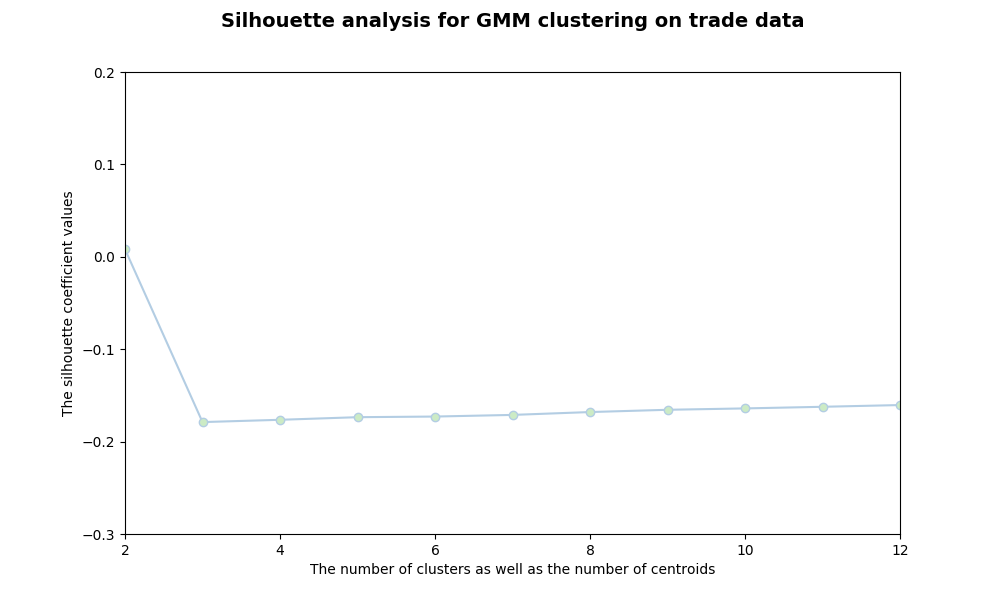 Silhouette analysis for GMM clustering on trade data
0.2
0.1
0.0
−0.1
−0.2
−0.3
The silhouette coefficient values
2 4 6 8 10 12
The number of clusters as well as the number of centroids